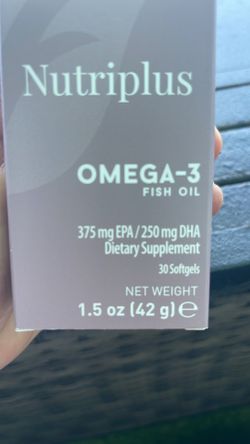 Nutriplus
OMEGA-3
FISH OIL
375 mg EPA/250 mg DHA
Dietary Supplement
30 Softgels
NET WEIGHT
1.5 oz (42 g) ℮